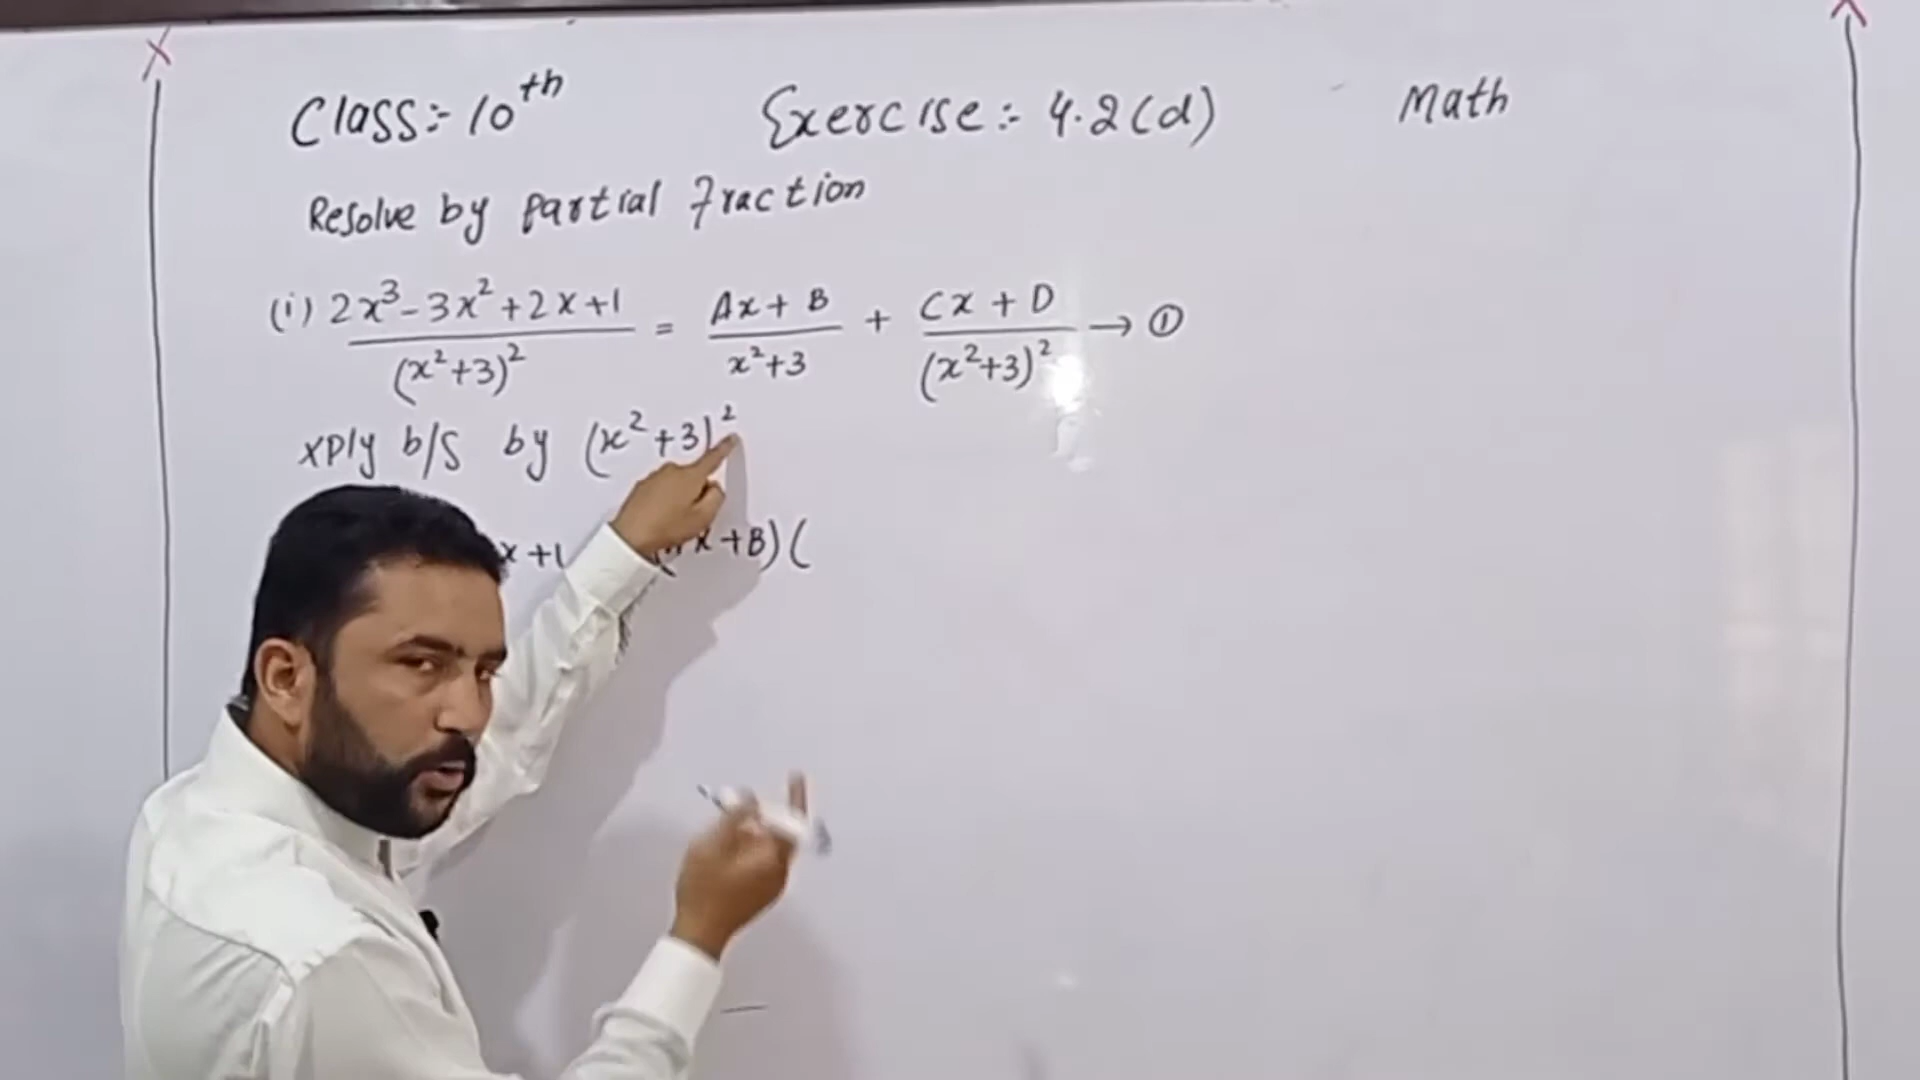 Class:- 10th Exercise:- 4.2(d) Math
Resolve by Partial Fraction
(i) 2x³-3x²+2x+1 / (x²+3)² = Ax+B / x²+3 + Cx+D / (x²+3)² → ①
xply b/s by (x²+3)²
x+1 x+B)(